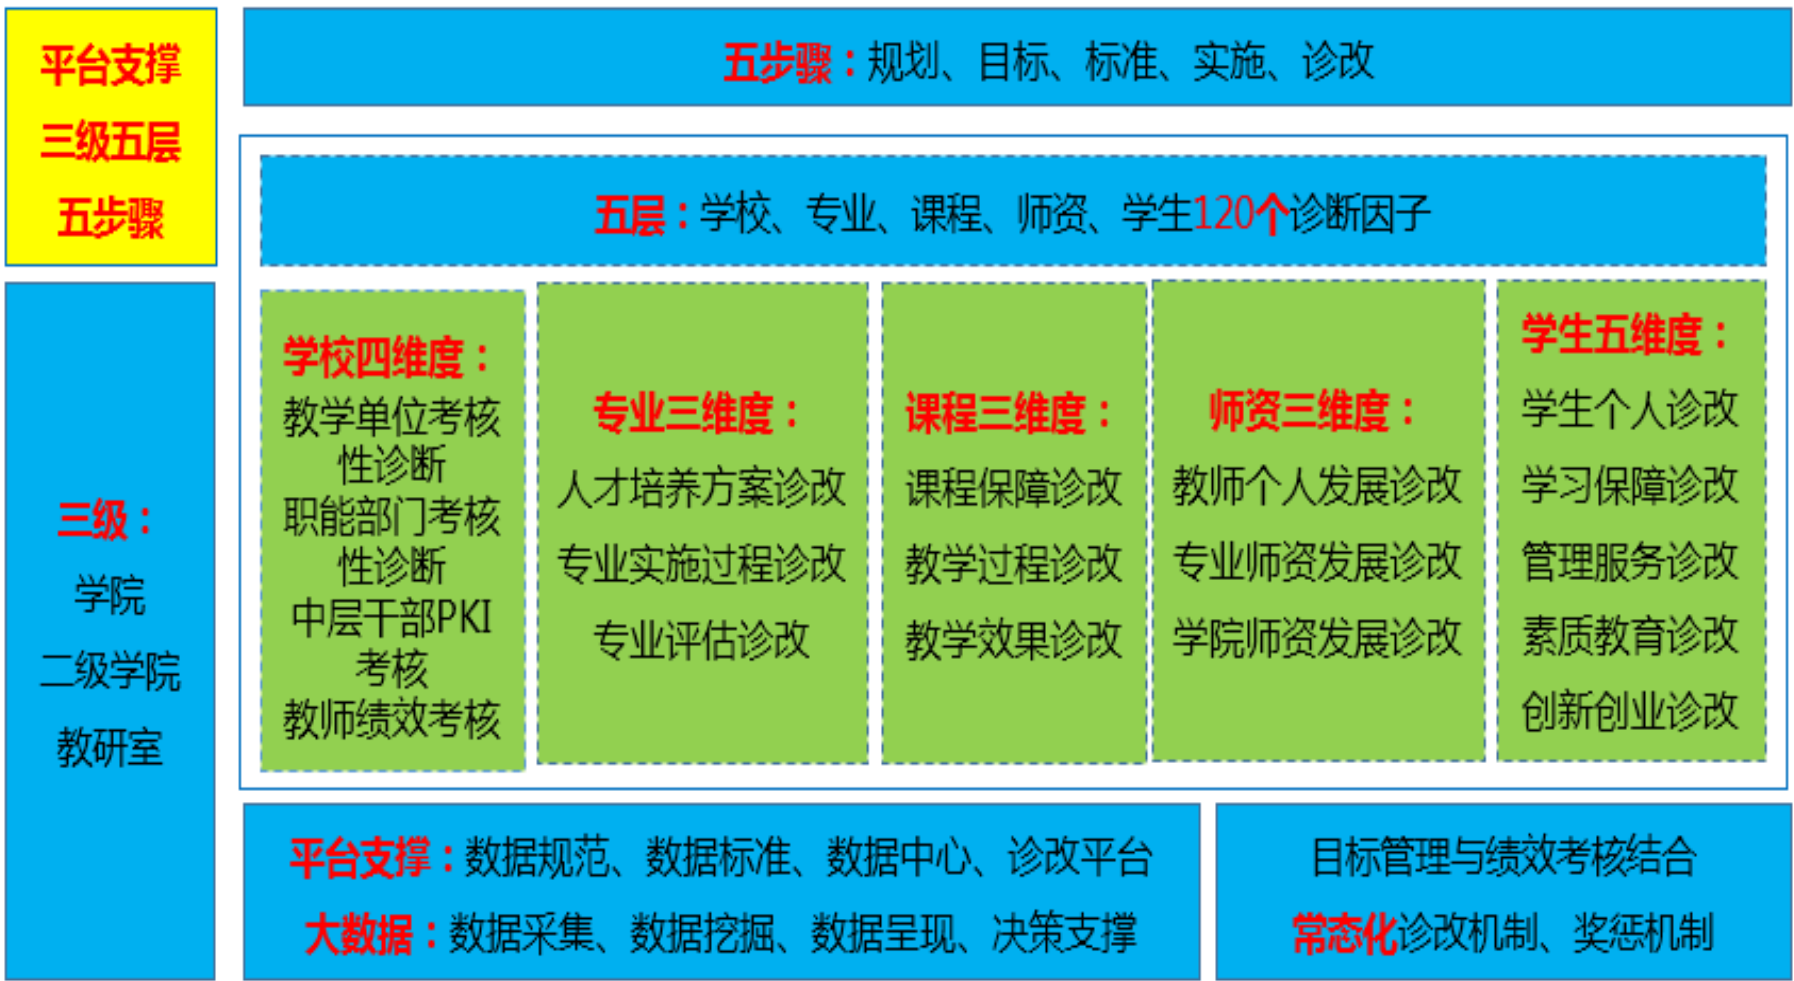 平台支撑
三级五层
五步骤
五步骤：规划、目标、标准、实施、诊改
五层：学校、专业、课程、师资、学生120个诊断因子
三级：
学院
二级学院
教研室
学校四维度：
教学单位考核
性诊断
职能部门考核
性诊断
中层干部PKI
考核
教师绩效考核
专业三维度：
人才培养方案诊改
专业实施过程诊改
专业评估诊改
课程三维度：
课程保障诊改
教学过程诊改
教学效果诊改
师资三维度：
教师个人发展诊改
专业师资发展诊改
学院师资发展诊改
学生五维度：
学生个人诊改
学习保障诊改
管理服务诊改
素质教育诊改
创新创业诊改
平台支撑：数据规范、数据标准、数据中心、诊改平台
大数据：数据采集、数据挖掘、数据呈现、决策支撑
目标管理与绩效考核结合
常态化诊改机制、奖惩机制